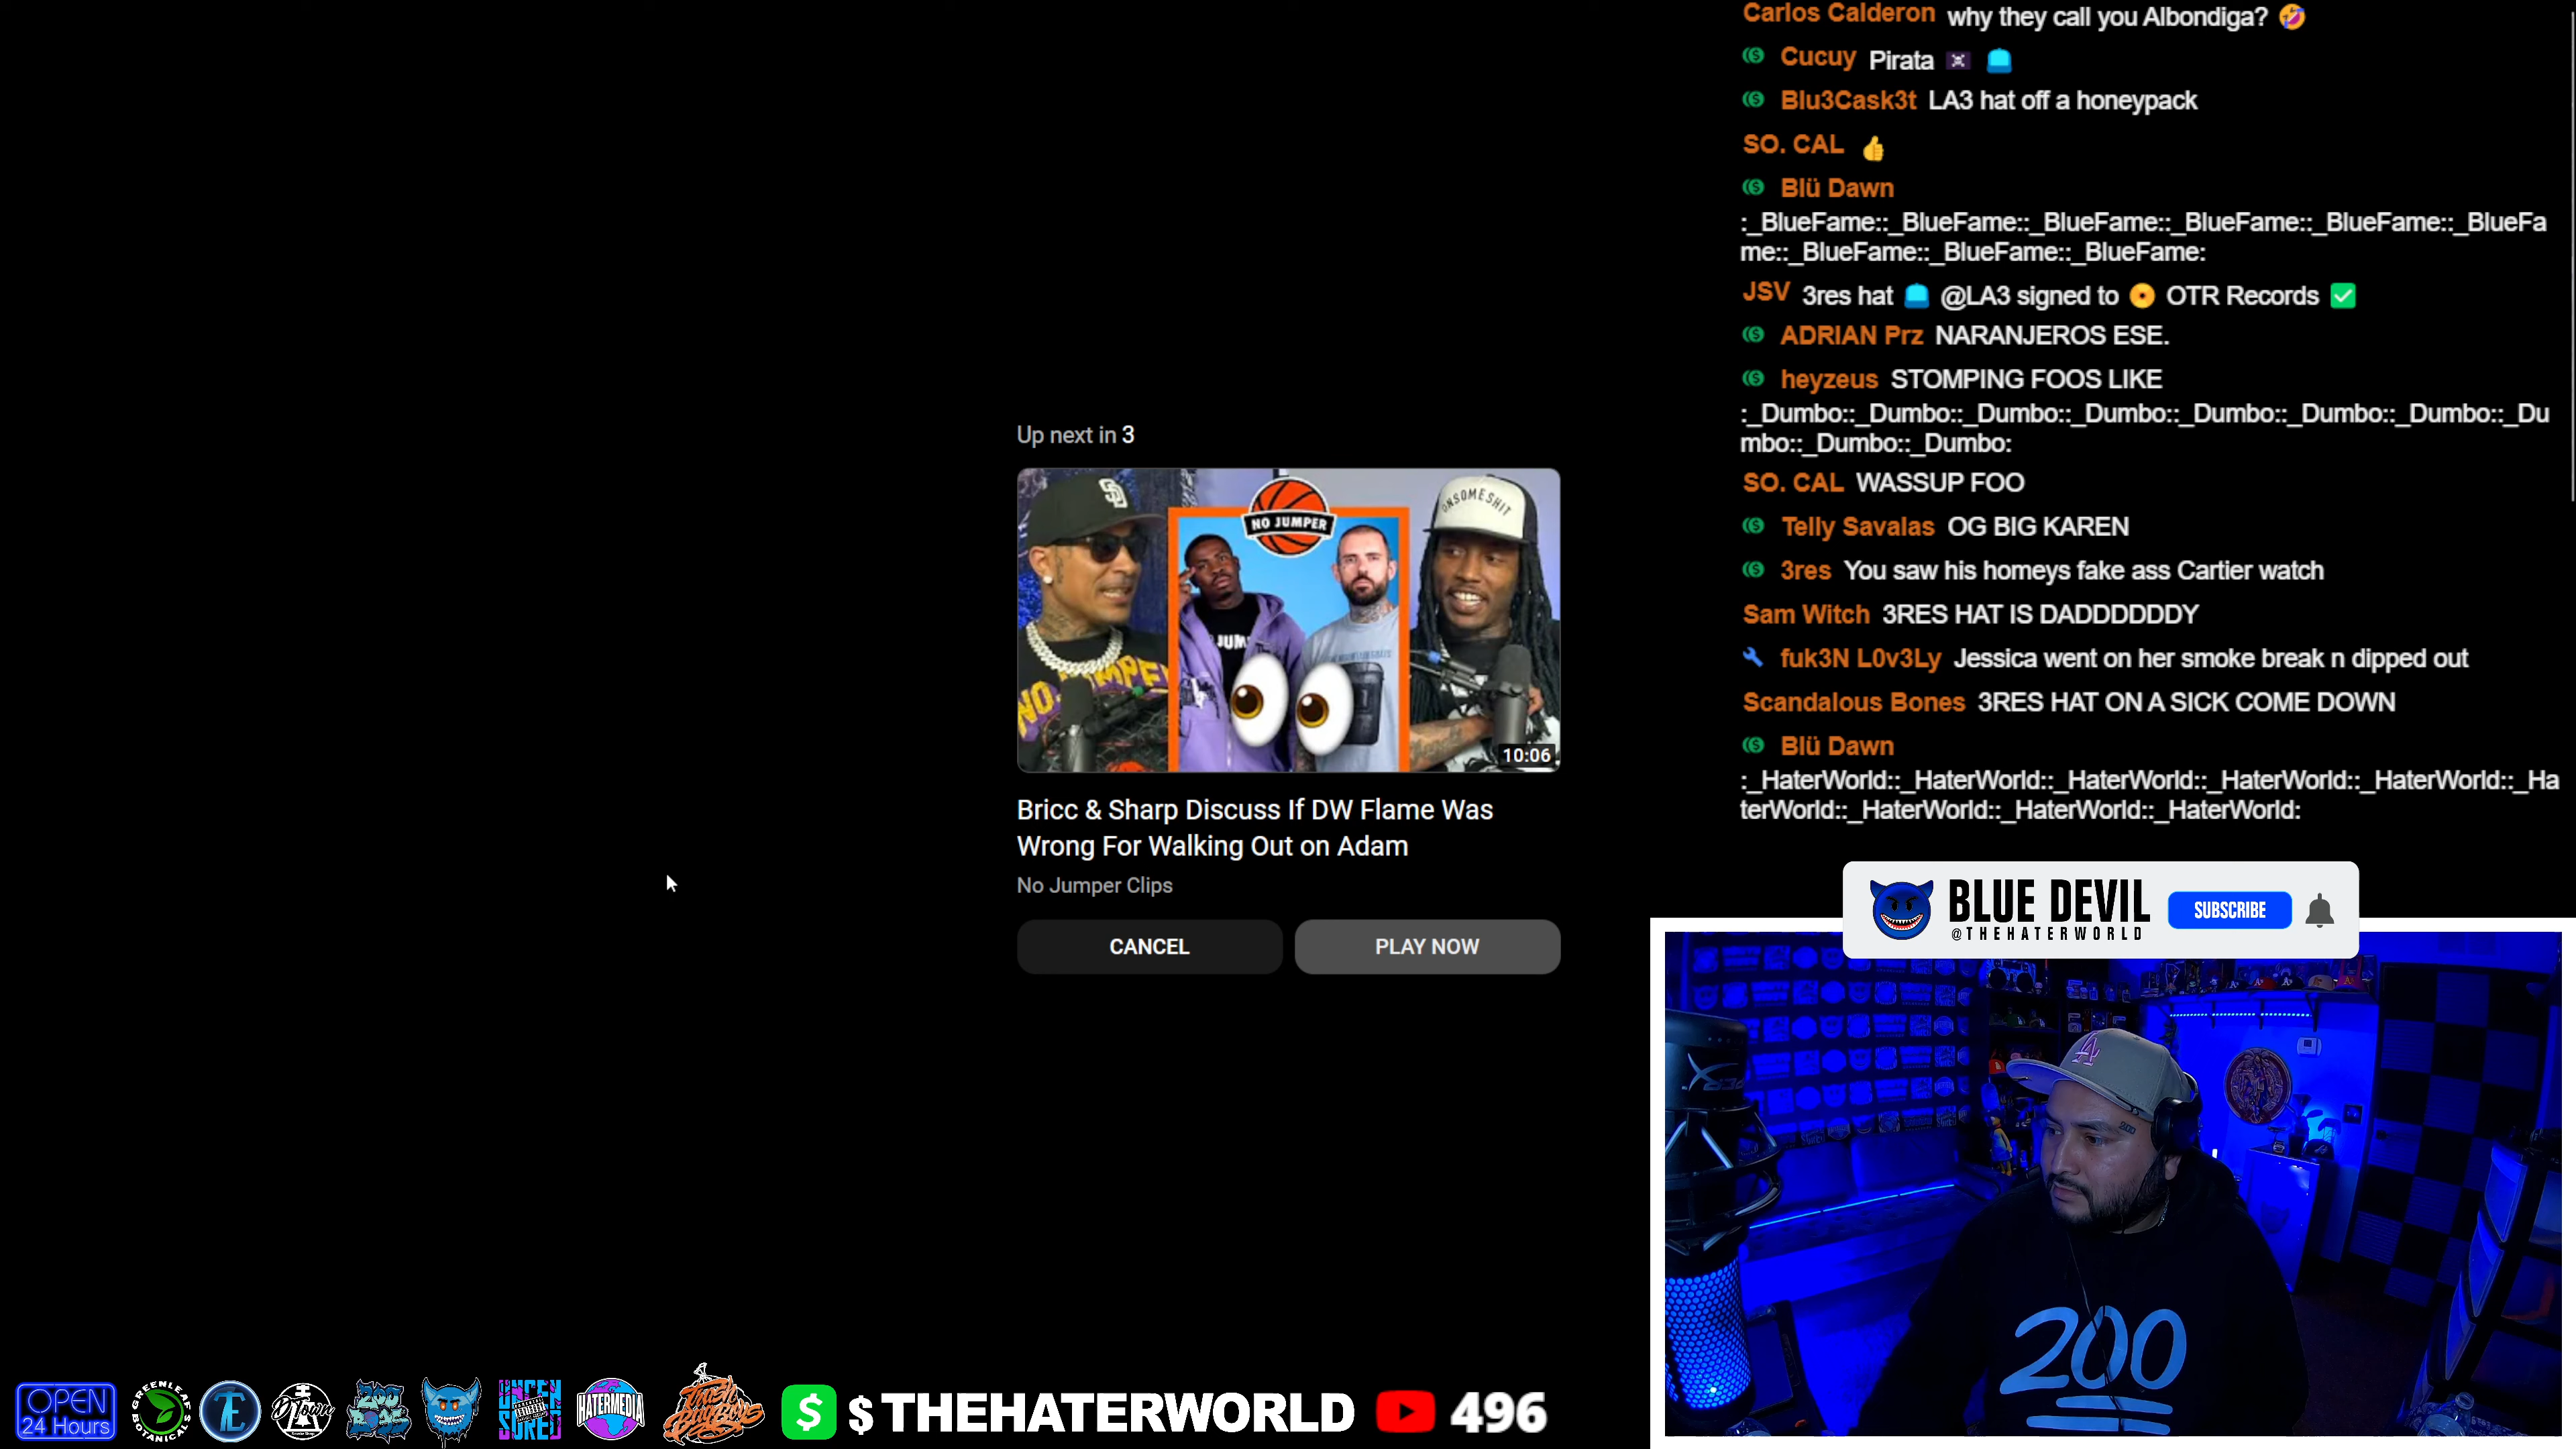 Up next in 3
SD
NO JUMPER
ONSOMESHIT
10:06
Bricc & Sharp Discuss If DW Flame Was
Wrong For Walking Out on Adam
No Jumper Clips
CANCEL
PLAY NOW
Carlos Calderon why they call you Albondiga? 🤣
Cucuy Pirata 🏴‍☠️ 🧢
Blu3Cask3t LA3 hat off a honeypack
SO. CAL 👍
Blü Dawn
:_BlueFame::_BlueFame::_BlueFame::_BlueFame::_BlueFame::_BlueFa
me::_BlueFame::_BlueFame::_BlueFame:
JSV 3res hat 🧢 @LA3 signed to OTR Records ✅
ADRIAN Prz NARANJEROS ESE.
heyzeus STOMPING FOOS LIKE
:_Dumbo::_Dumbo::_Dumbo::_Dumbo::_Dumbo::_Dumbo::_Dumbo::_Du
mbo::_Dumbo::_Dumbo:
SO. CAL WASSUP FOO
Telly Savalas OG BIG KAREN
3res You saw his homeys fake ass Cartier watch
Sam Witch 3RES HAT IS DADDDDDDY
fuk3N L0v3Ly Jessica went on her smoke break n dipped out
Scandalous Bones 3RES HAT ON A SICK COME DOWN
Blü Dawn
:_HaterWorld::_HaterWorld::_HaterWorld::_HaterWorld::_HaterWorld::_Ha
terWorld::_HaterWorld::_HaterWorld::_HaterWorld:
BLUE DEVIL
@THEHATERWORLD
SUBSCRIBE
LA
200
OPEN
24 Hours
GREENLEAF'S
BOTANICALS
HATERMEDIA
$ $THEHATERWORLD 496